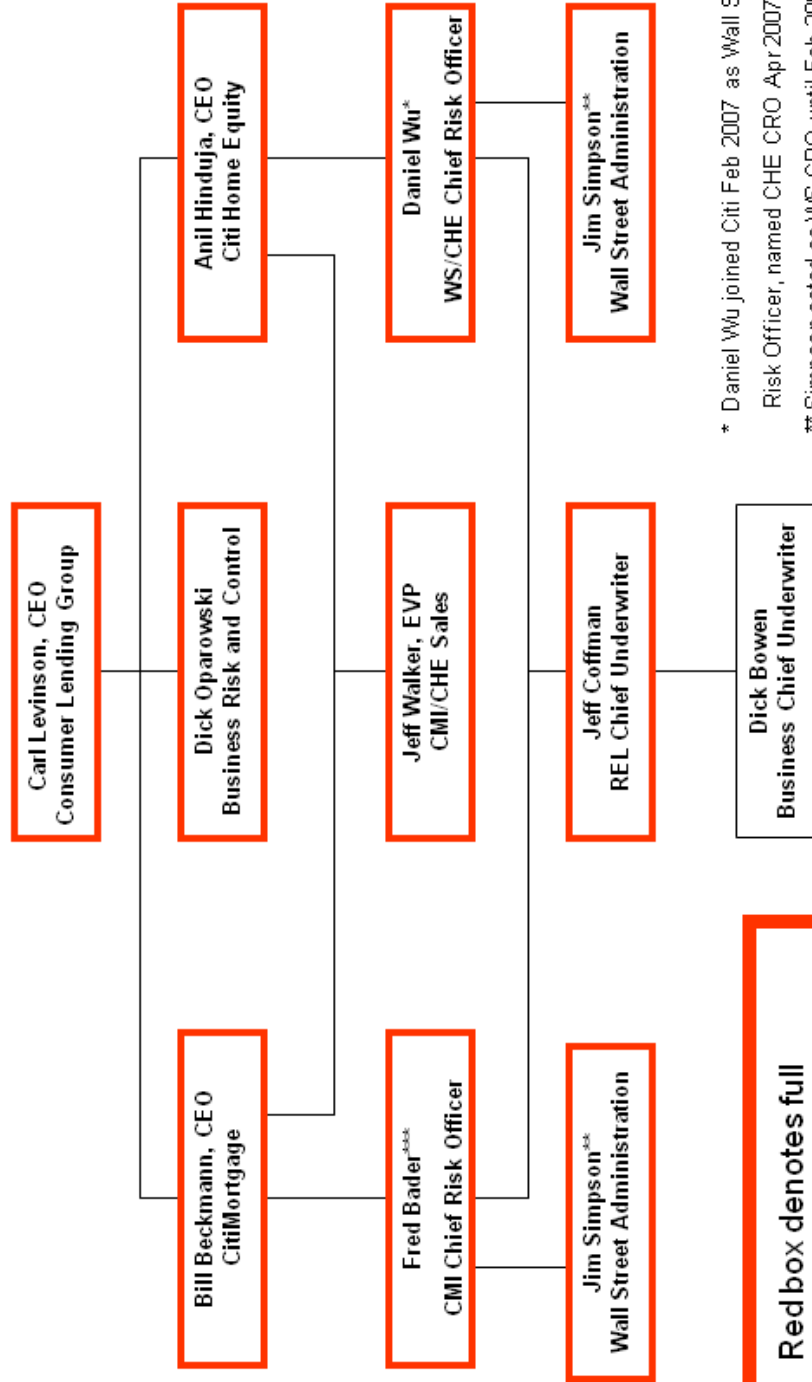 Carl Levinson, CEO
Consumer Lending Group
Bill Beckmann, CEO
CitiMortgage
Dick Oparowski
Business Risk and Control
Anil Hinduja, CEO
Citi Home Equity
Fred Bader***
CMI Chief Risk Officer
Jeff Walker, EVP
CMI/CHE Sales
Daniel Wu*
WS/CHE Chief Risk Officer
Jim Simpson**
Wall Street Administration
Jeff Coffman
REL Chief Underwriter
Jim Simpson**
Wall Street Administration
Dick Bowen
Business Chief Underwriter
Red box denotes full
* Daniel Wu joined Citi Feb 2007 as Wall
Risk Officer, named CHE CRO Apr 2007
** Simpson acted as